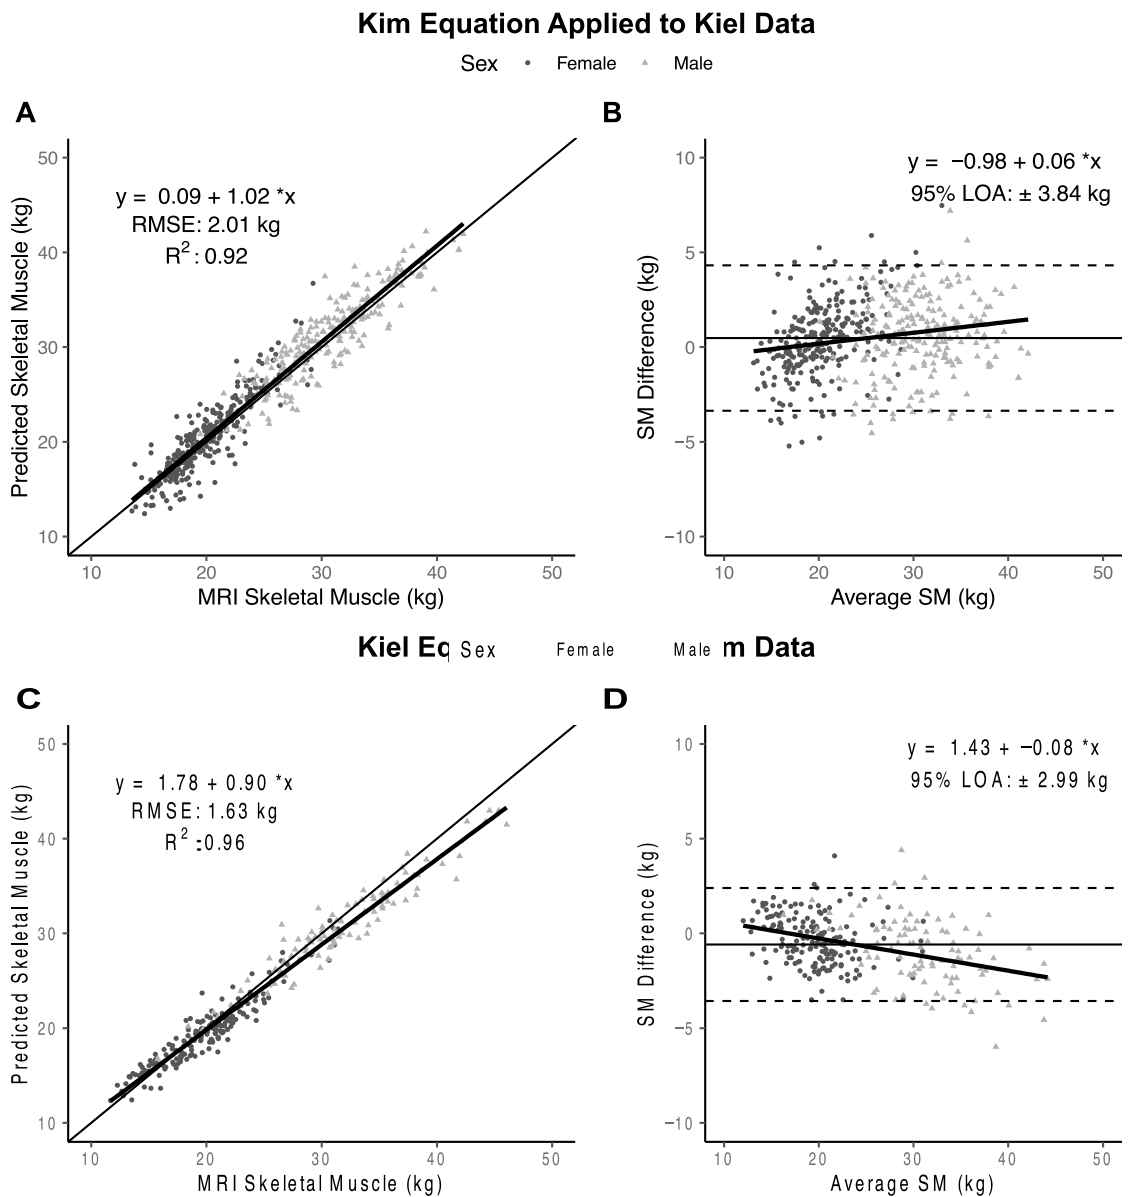 Kim Equation Applied to Kiel Data
Sex Female Male
A
B
50
40
30
20
10
Predicted Skeletal Muscle (kg)
y = 0.09 + 1.02 *x
RMSE: 2.01 kg
R2 : 0.92
10 20 30 40 50
MRI Skeletal Muscle (kg)
10
5
0
−5
−10
SM Difference (kg)
y = −0.98 + 0.06 *x
95% LOA: ± 3.84 kg
10 20 30 40 50
Average SM (kg)
Kiel Eq Sex Female Male m Data
C
D
50
40
30
20
10
Predicted Skeletal Muscle (kg)
y = 1.78 + 0.90 *x
RMSE: 1.63 kg
R2 :0.96
10 20 30 40 50
MRI Skeletal Muscle (kg)
10
5
0
−5
−10
SM Difference (kg)
y = 1.43 + −0.08 *x
95% LOA: ± 2.99 kg
10 20 30 40 50
Average SM (kg)